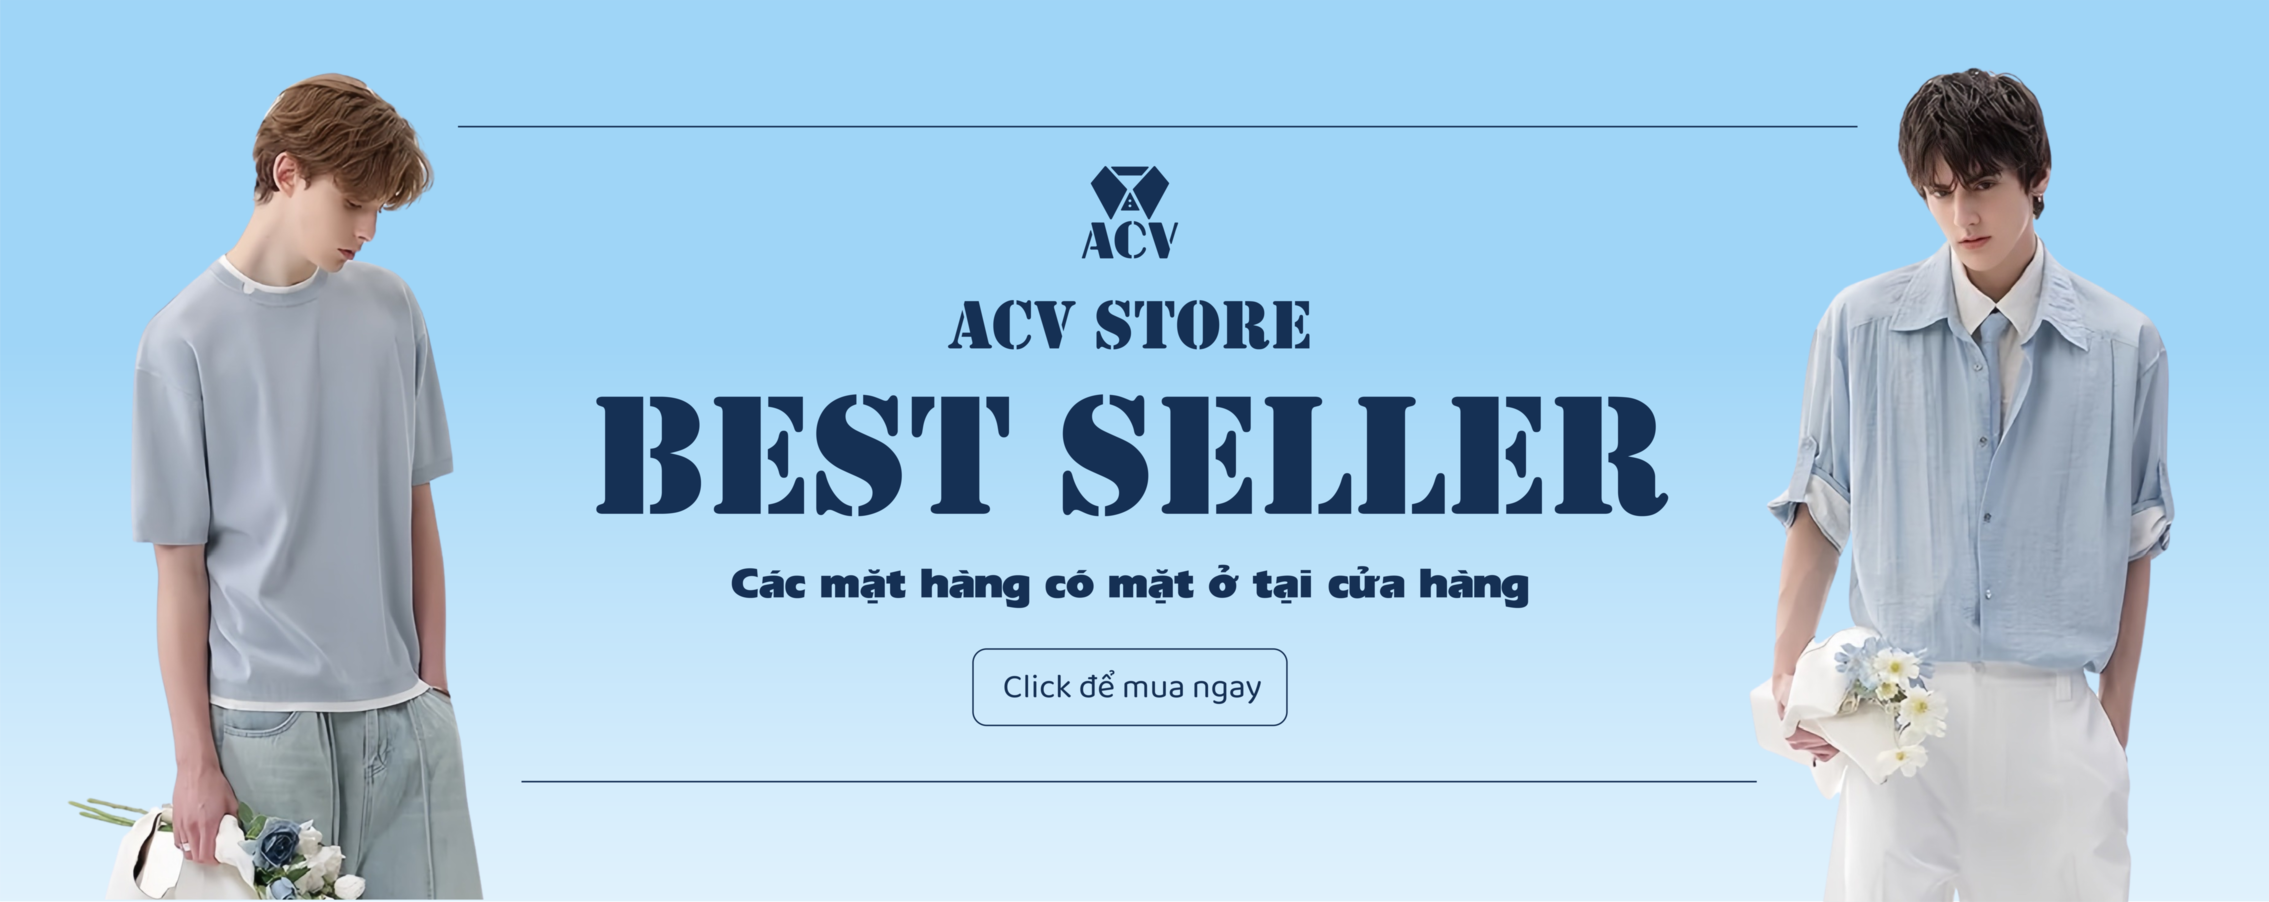 ACV
ACV STORE
BEST SELLER
Các mặt hàng có mặt ở tại cửa hàng
Click để mua ngay